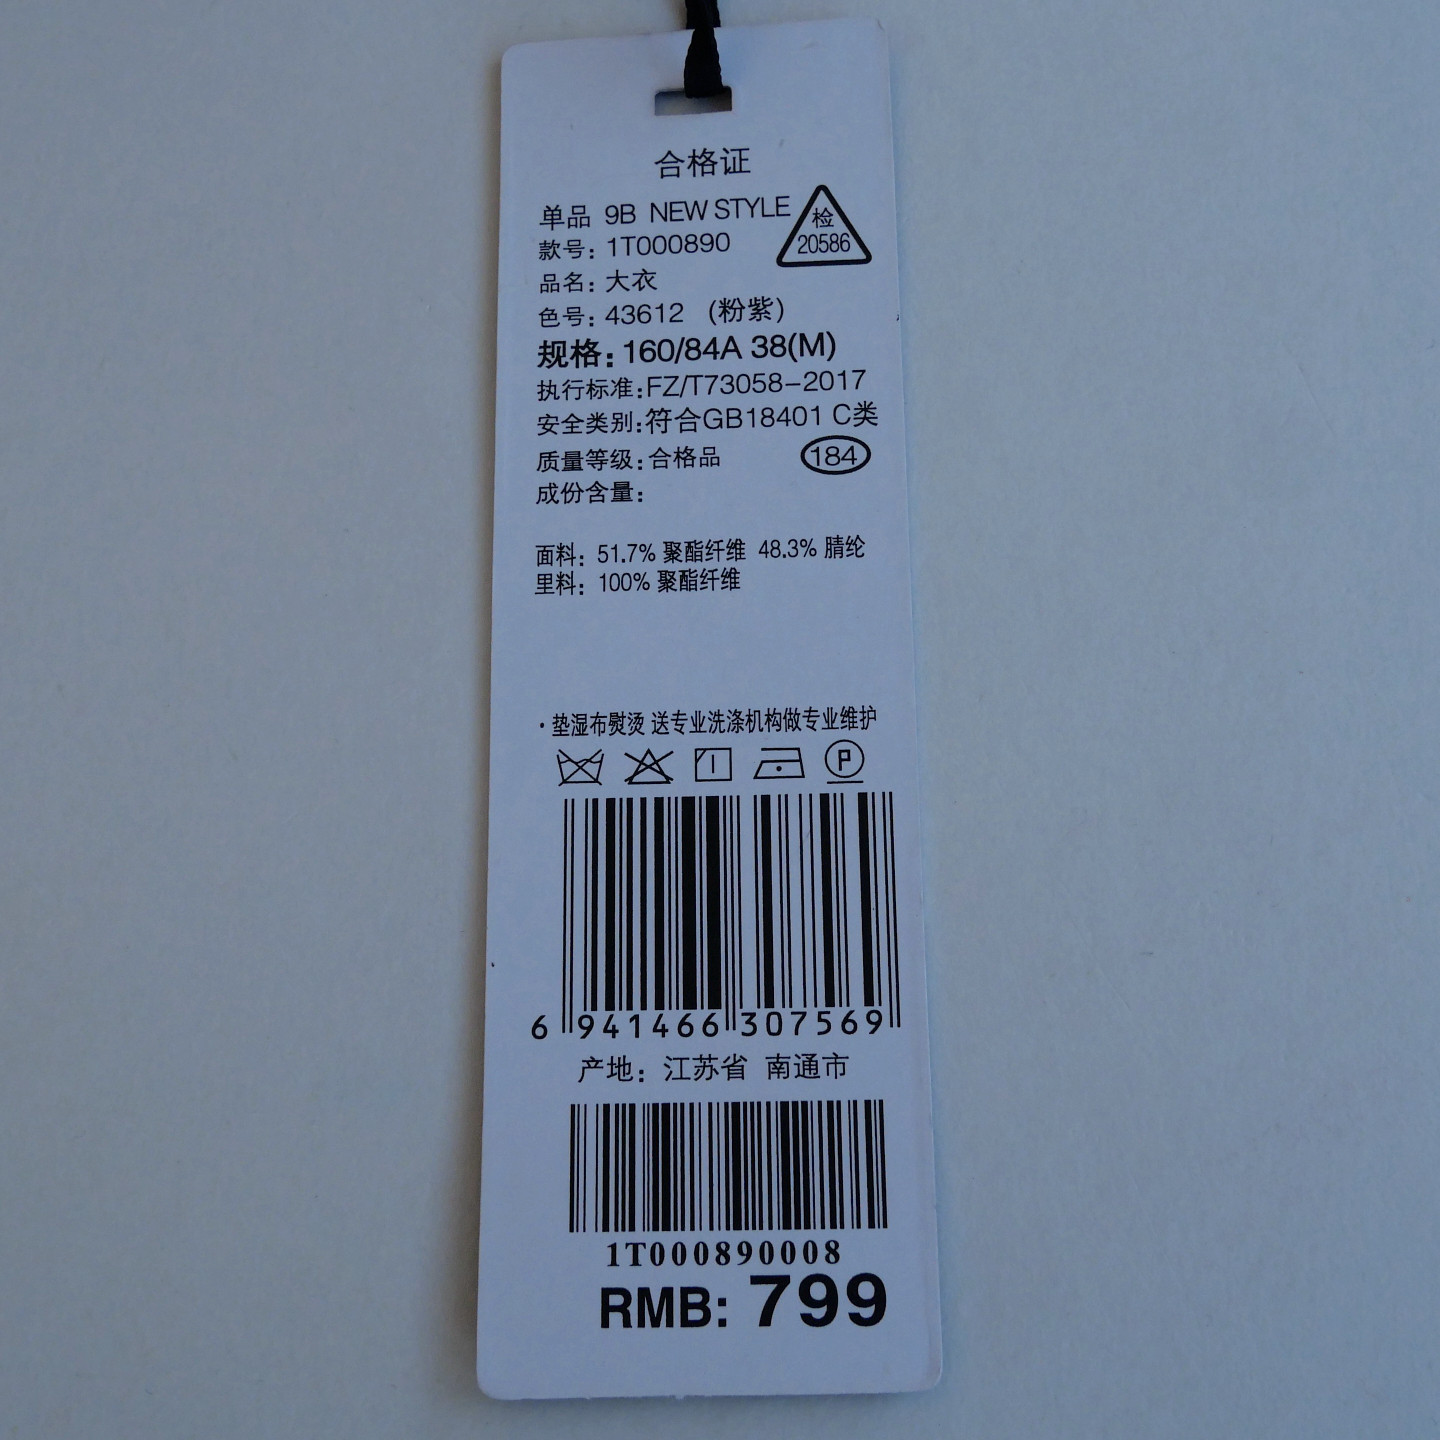 合格证
单品 9B NEW STYLE
检
20586
款号: 1T000890
品名: 大衣
色号: 43612 (粉紫)
规格: 160/84A 38(M)
执行标准:FZ/T73058-2017
安全类别:符合GB18401 C类
质量等级:合格品
184
成份含量:
面料: 51.7% 聚酯纤维 48.3% 腈纶
里料: 100% 聚酯纤维
·垫湿布熨烫 送专业洗涤机构做专业维护
P
6 941466 307569
产地: 江苏省 南通市
1T000890008
RMB: 799